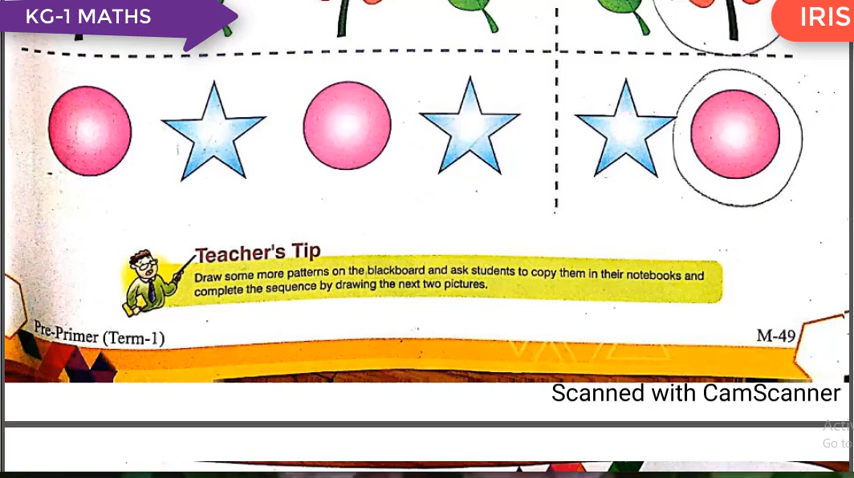 KG-1 MATHS
IRIS
Teacher's Tip
Draw some more patterns on the blackboard and ask students to copy them in their notebooks and
complete the sequence by drawing the next two pictures.
Pre-Primer (Term-1)
M-49
Scanned with CamScanner
Go to